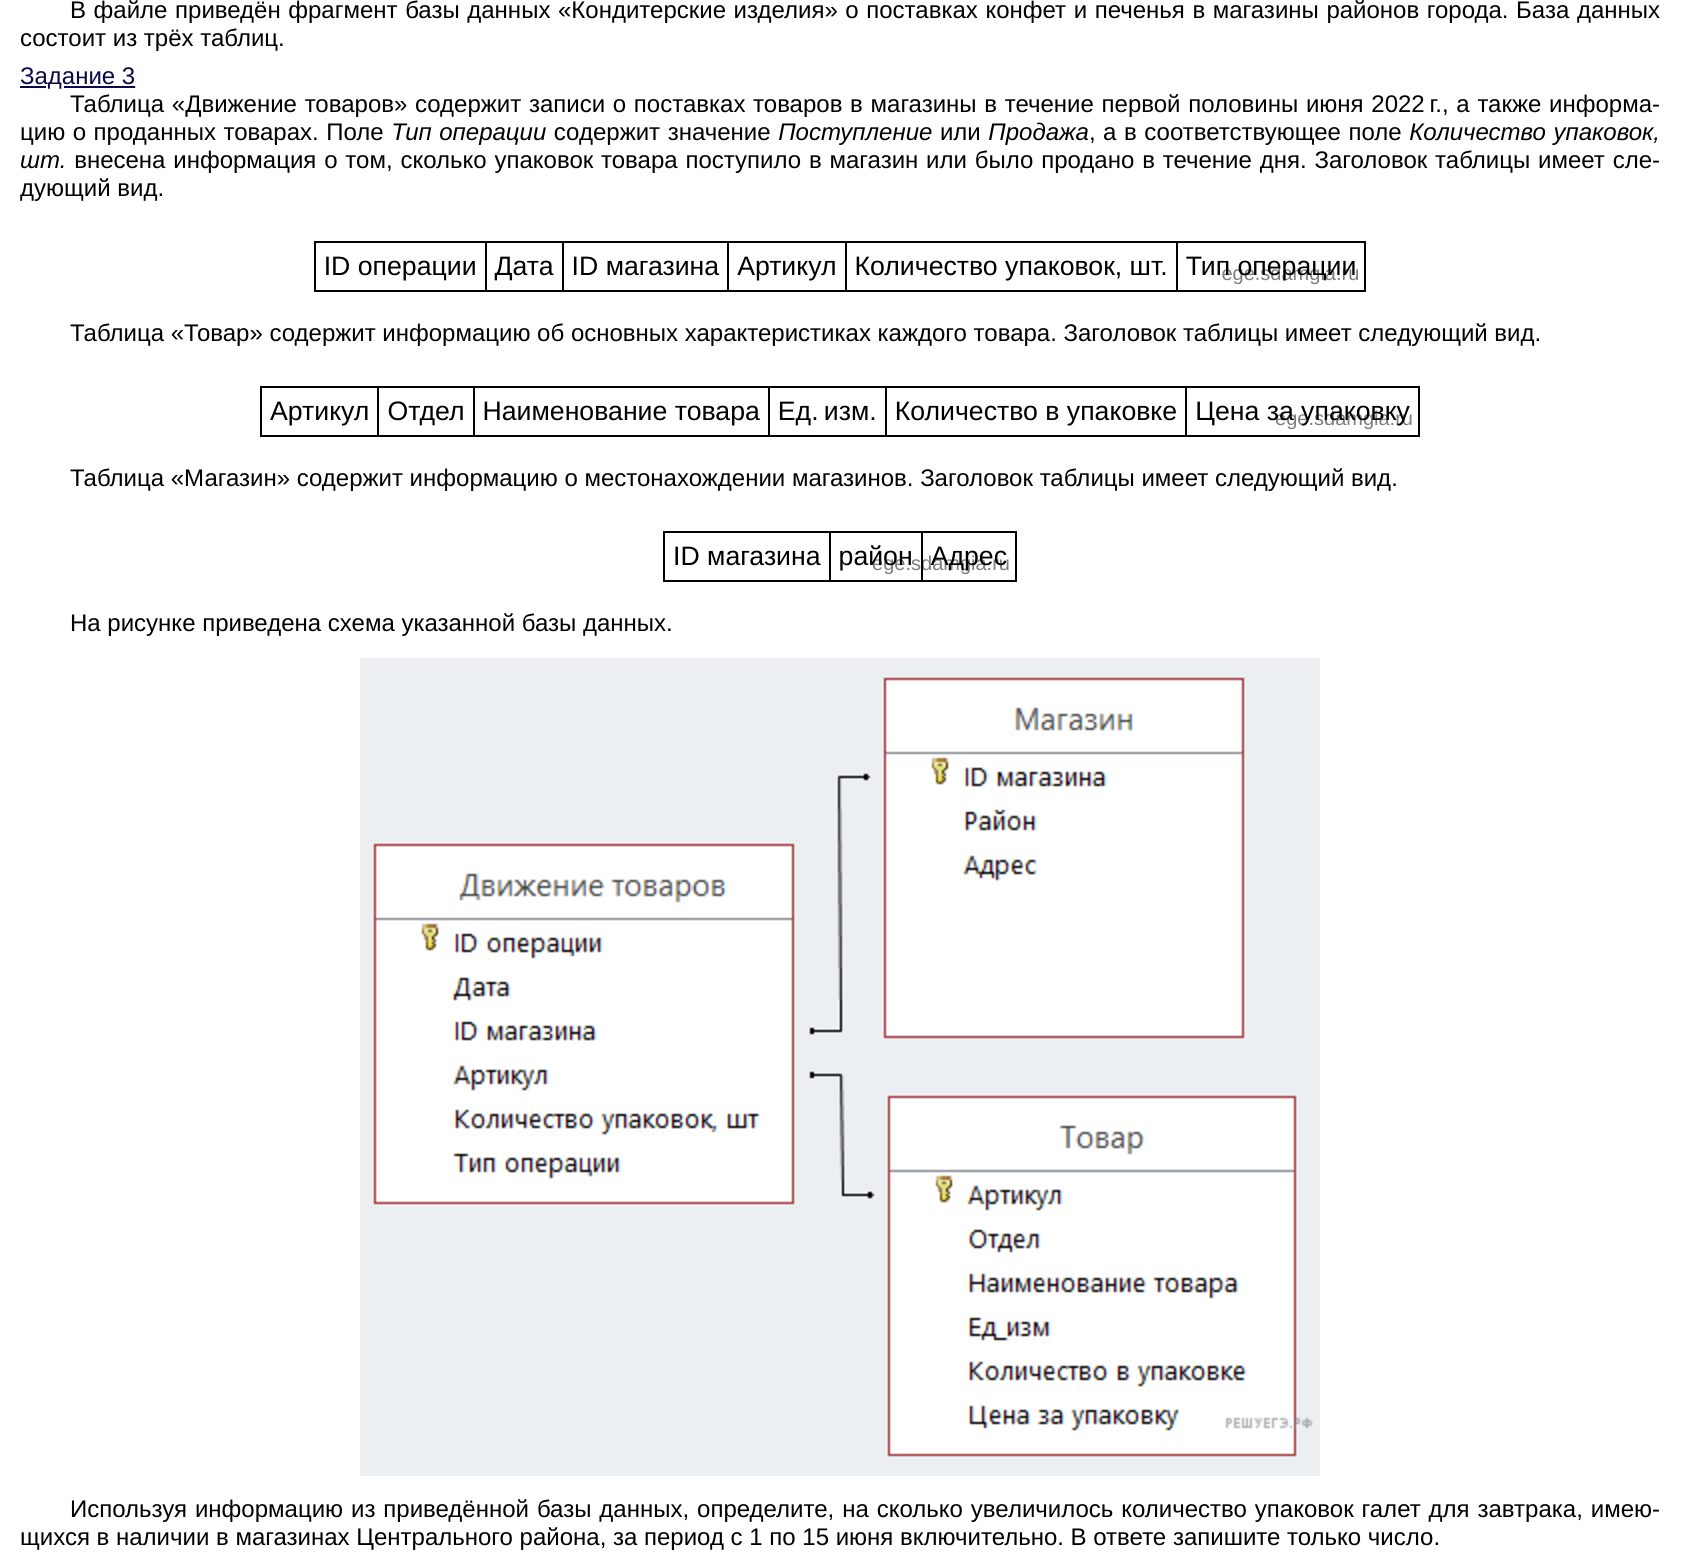 В файле приведён фрагмент базы данных «Кондитерские изделия» о поставках конфет и печенья в магазины районов города. База данных
состоит из трёх таблиц.
Задание 3
Таблица «Движение товаров» содержит записи о поставках товаров в магазины в течение первой половины июня 2022 г., а также информа-
цию о проданных товарах. Поле Тип операции содержит значение Поступление или Продажа, а в соответствующее поле Количество упаковок,
шт. внесена информация о том, сколько упаковок товара поступило в магазин или было продано в течение дня. Заголовок таблицы имеет сле-
дующий вид.
ID операции Дата ID магазина Артикул Количество упаковок, шт. Тип операции
ege.sdamgia.ru
Таблица «Товар» содержит информацию об основных характеристиках каждого товара. Заголовок таблицы имеет следующий вид.
Артикул Отдел Наименование товара Ед. изм. Количество в упаковке Цена за упаковку
ege.sdamgia.ru
Таблица «Магазин» содержит информацию о местонахождении магазинов. Заголовок таблицы имеет следующий вид.
ID магазина район Адрес
ege.sdamgia.ru
На рисунке приведена схема указанной базы данных.
Магазин
ID магазина
Район
Адрес
Движение товаров
ID операции
Дата
ID магазина
Артикул
Количество упаковок, шт
Тип операции
Товар
Артикул
Отдел
Наименование товара
Ед_изм
Количество в упаковке
Цена за упаковку
РЕШУЕГЭ.РФ
Используя информацию из приведённой базы данных, определите, на сколько увеличилось количество упаковок галет для завтрака, имею-
щихся в наличии в магазинах Центрального района, за период с 1 по 15 июня включительно. В ответе запишите только число.